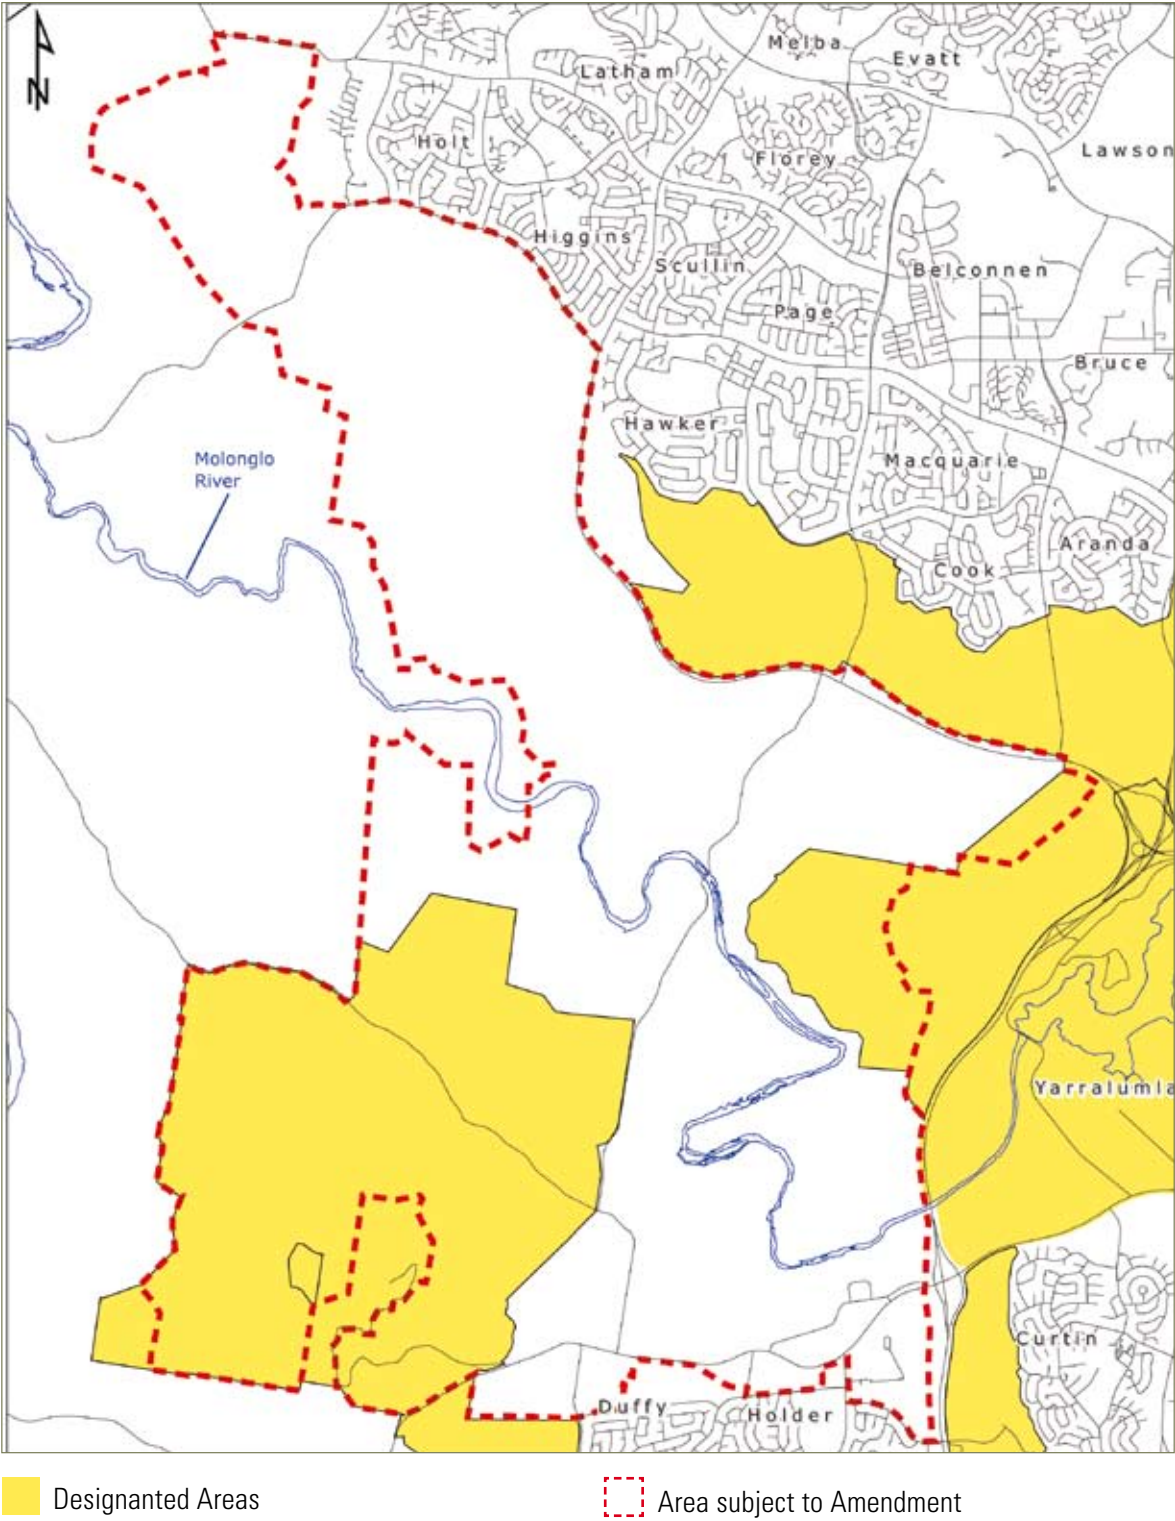 N
Melba
Evatt
Latham
Holt
Florey
Lawson
Higgins
Scullin
Belconnen
Page
Bruce
Hawker
Macquarie
Molonglo
River
Aranda
Cook
Yarralumla
Curtin
Duffy
Holder
Designanted Areas
Area subject to Amendment